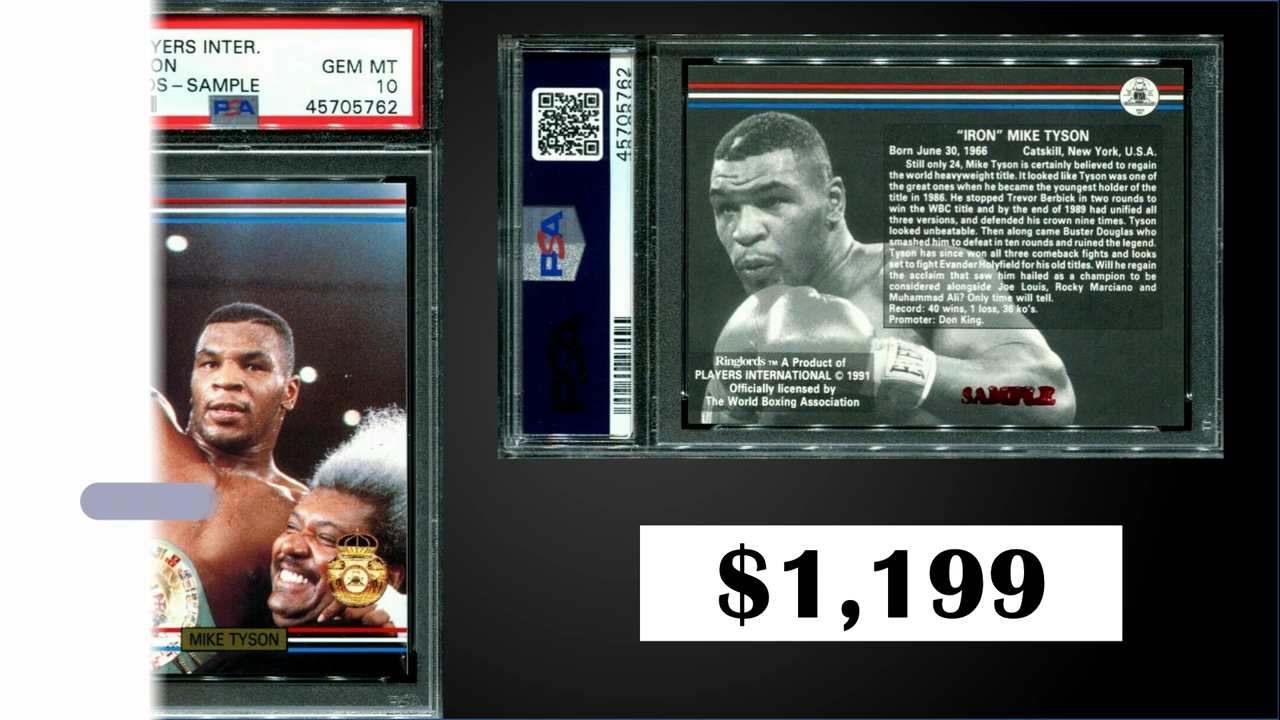 YERS INTER.
ON GEM MT
DS – SAMPLE 10
PSA 45705762
MIKE TYSON
45705762
PSA
PSA
"IRON" MIKE TYSON
Born June 30, 1966 Catskill, New York, U.S.A.
Still only 24, Mike Tyson is certainly believed to regain
the world heavyweight title. It looked like Tyson was one of
the great ones when he became the youngest holder of the
title in 1986. He stopped Trevor Berbick in two rounds to
win the WBC title and by the end of 1989 had unified all
three versions, and defended his crown nine times. Tyson
looked unbeatable. Then along came Buster Douglas who
smashed him to defeat in ten rounds and ruined the legend.
Tyson has since won all three comeback fights and looks
set to fight Evander Holyfield for his old titles. Will he regain
the acclaim that saw him hailed as a champion to be
considered alongside Joe Louis, Rocky Marciano and
Muhammad Ali? Only time will tell.
Record: 40 wins, 1 loss, 36 ko's.
Promoter: Don King.
Ringlords ™ A Product of
PLAYERS INTERNATIONAL © 1991
Officially licensed by
The World Boxing Association
SAMPLE
$1,199